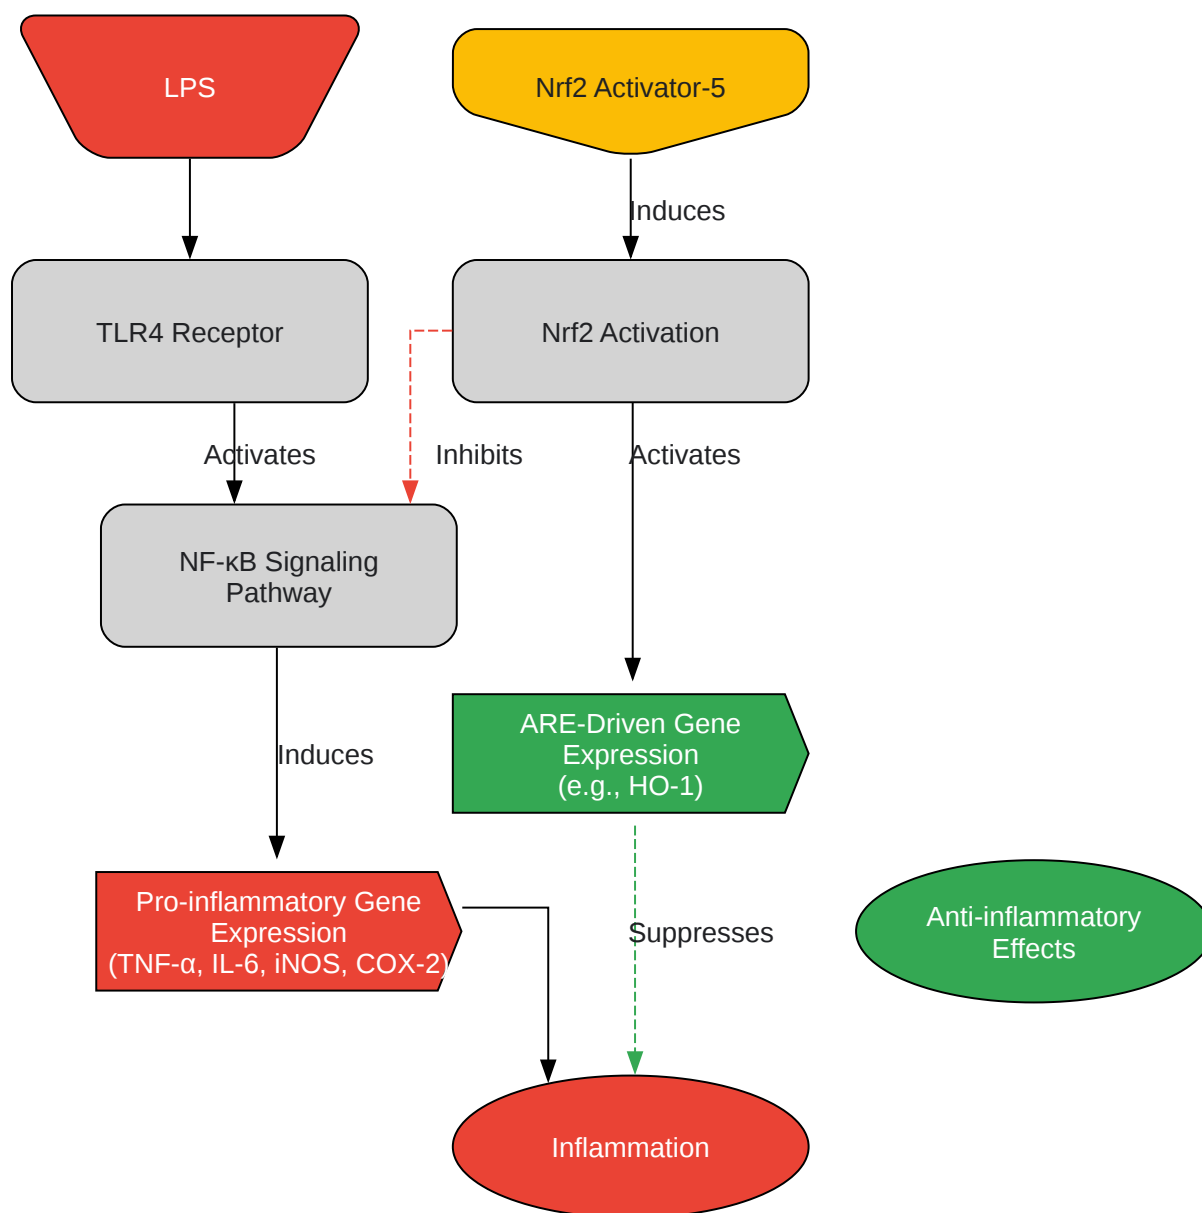 LPS
Nrf2 Activator-5
Induces
TLR4 Receptor
Nrf2 Activation
Activates
Inhibits
Activates
NF-κB Signaling
Pathway
ARE-Driven Gene
Expression
(e.g., HO-1)
Induces
Pro-inflammatory Gene
Expression
(TNF-α, IL-6, iNOS, COX-2)
Suppresses
Anti-inflammatory
Effects
Inflammation